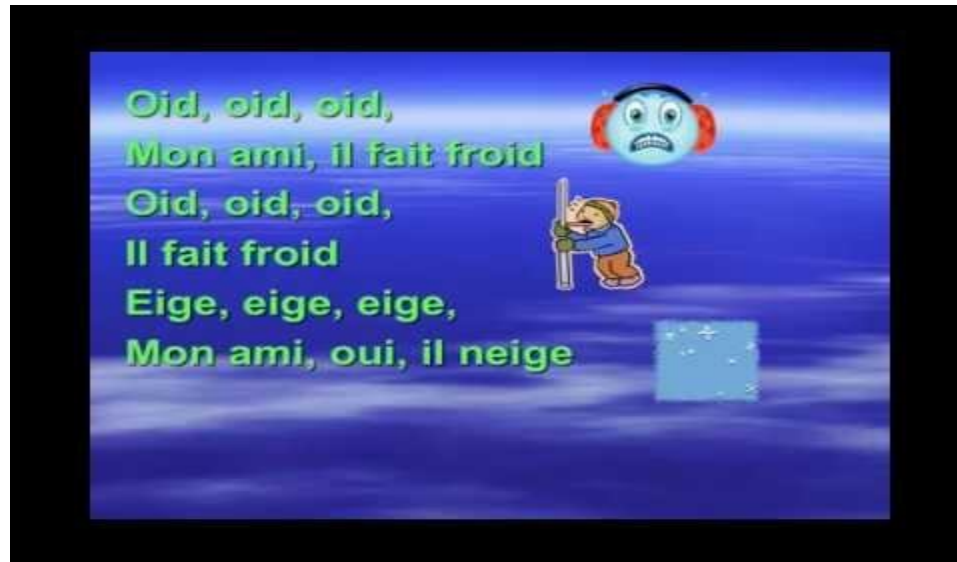 Oid, oid, oid,
Mon ami, il fait froid
Oid, oid, oid,
Il fait froid
Eige, eige, eige,
Mon ami, oui, il neige